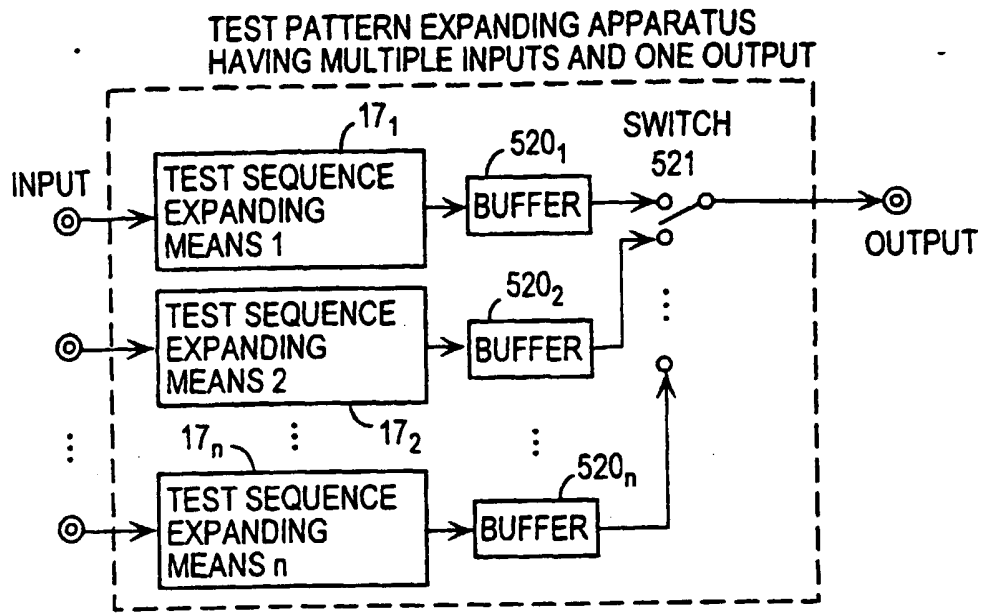 TEST PATTERN EXPANDING APPARATUS
HAVING MULTIPLE INPUTS AND ONE OUTPUT
17₁
520₁
SWITCH
521
INPUT
TEST SEQUENCE
EXPANDING
MEANS 1
BUFFER
OUTPUT
TEST SEQUENCE
EXPANDING
MEANS 2
520₂
BUFFER
17₂
17ₙ
TEST SEQUENCE
EXPANDING
MEANS n
520ₙ
BUFFER